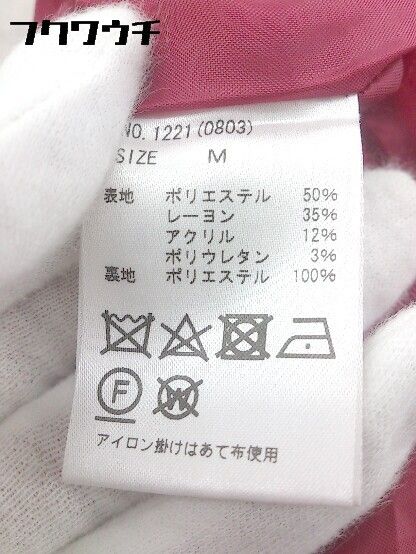 フクワウチ
NO. 1221(0803)
SIZE M
表地 ポリエステル 50%
レーヨン 35%
アクリル 12%
ポリウレタン 3%
裏地 ポリエステル 100%
F W
アイロン掛けはあて布使用